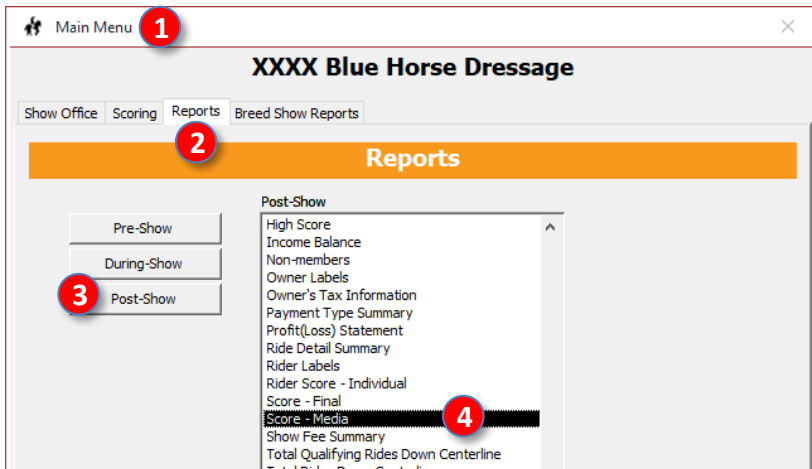 Main Menu 1
XXXX Blue Horse Dressage
Show Office Scoring Reports Breed Show Reports
2
Reports
Post-Show
Pre-Show
During-Show
3 Post-Show
High Score
Income Balance
Non-members
Owner Labels
Owner's Tax Information
Payment Type Summary
Profit(Loss) Statement
Ride Detail Summary
Rider Labels
Rider Score - Individual
Score - Final
Score - Media 4
Show Fee Summary
Total Qualifying Rides Down Centerline